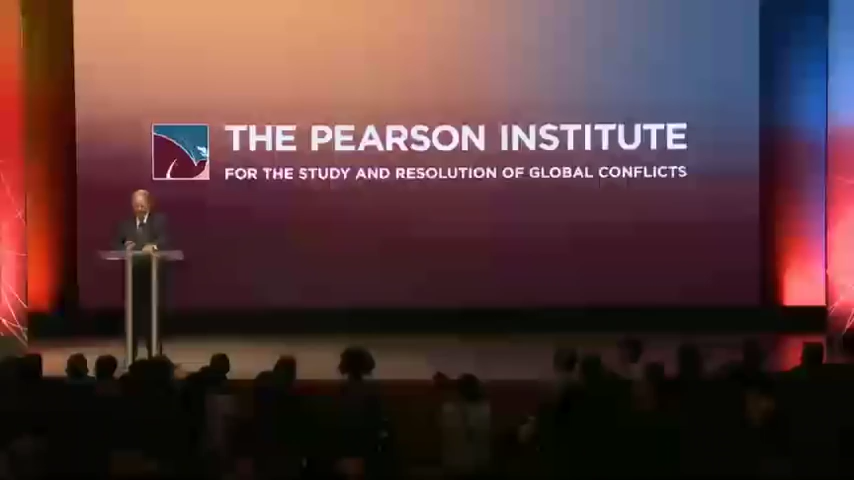 THE PEARSON INSTITUTE
FOR THE STUDY AND RESOLUTION OF GLOBAL CONFLICTS